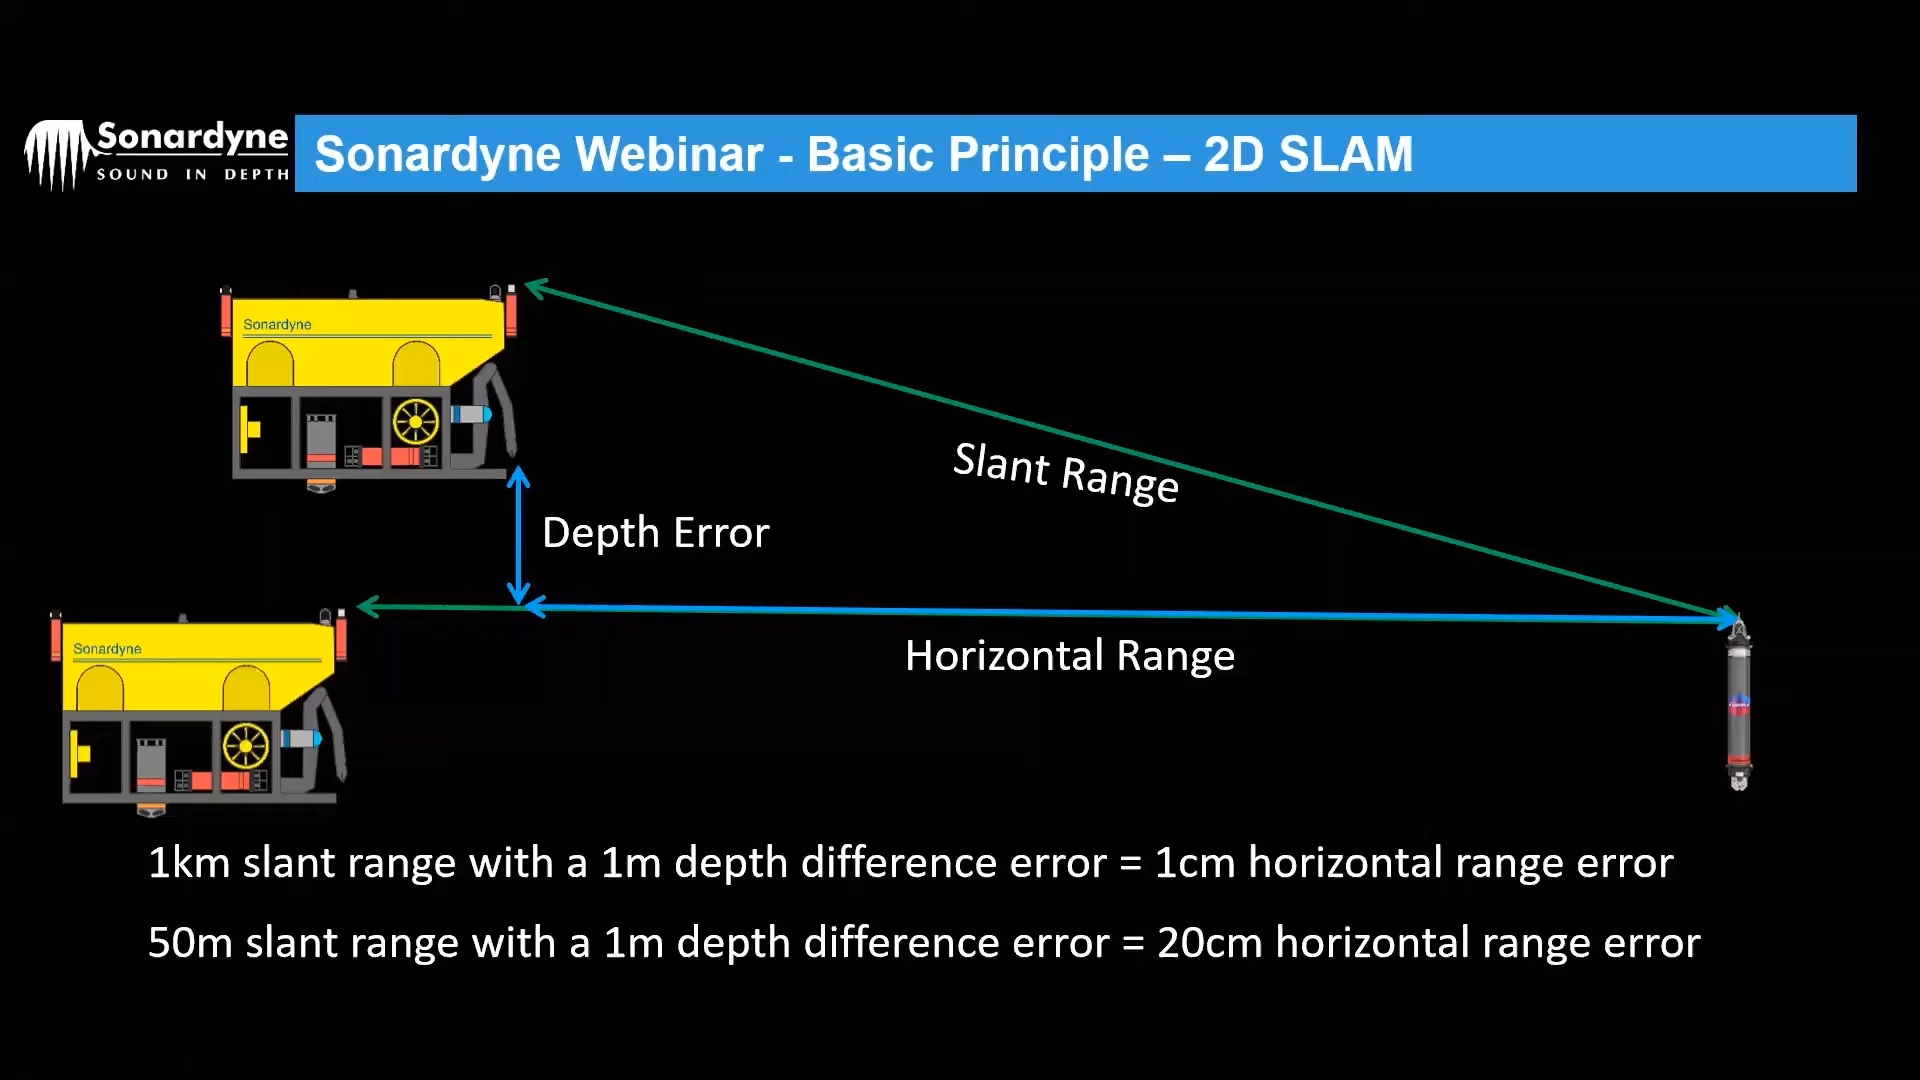 Sonardyne
SOUND IN DEPTH
Sonardyne Webinar - Basic Principle – 2D SLAM
Sonardyne
Slant Range
Depth Error
Sonardyne
Horizontal Range
1km slant range with a 1m depth difference error = 1cm horizontal range error
50m slant range with a 1m depth difference error = 20cm horizontal range error